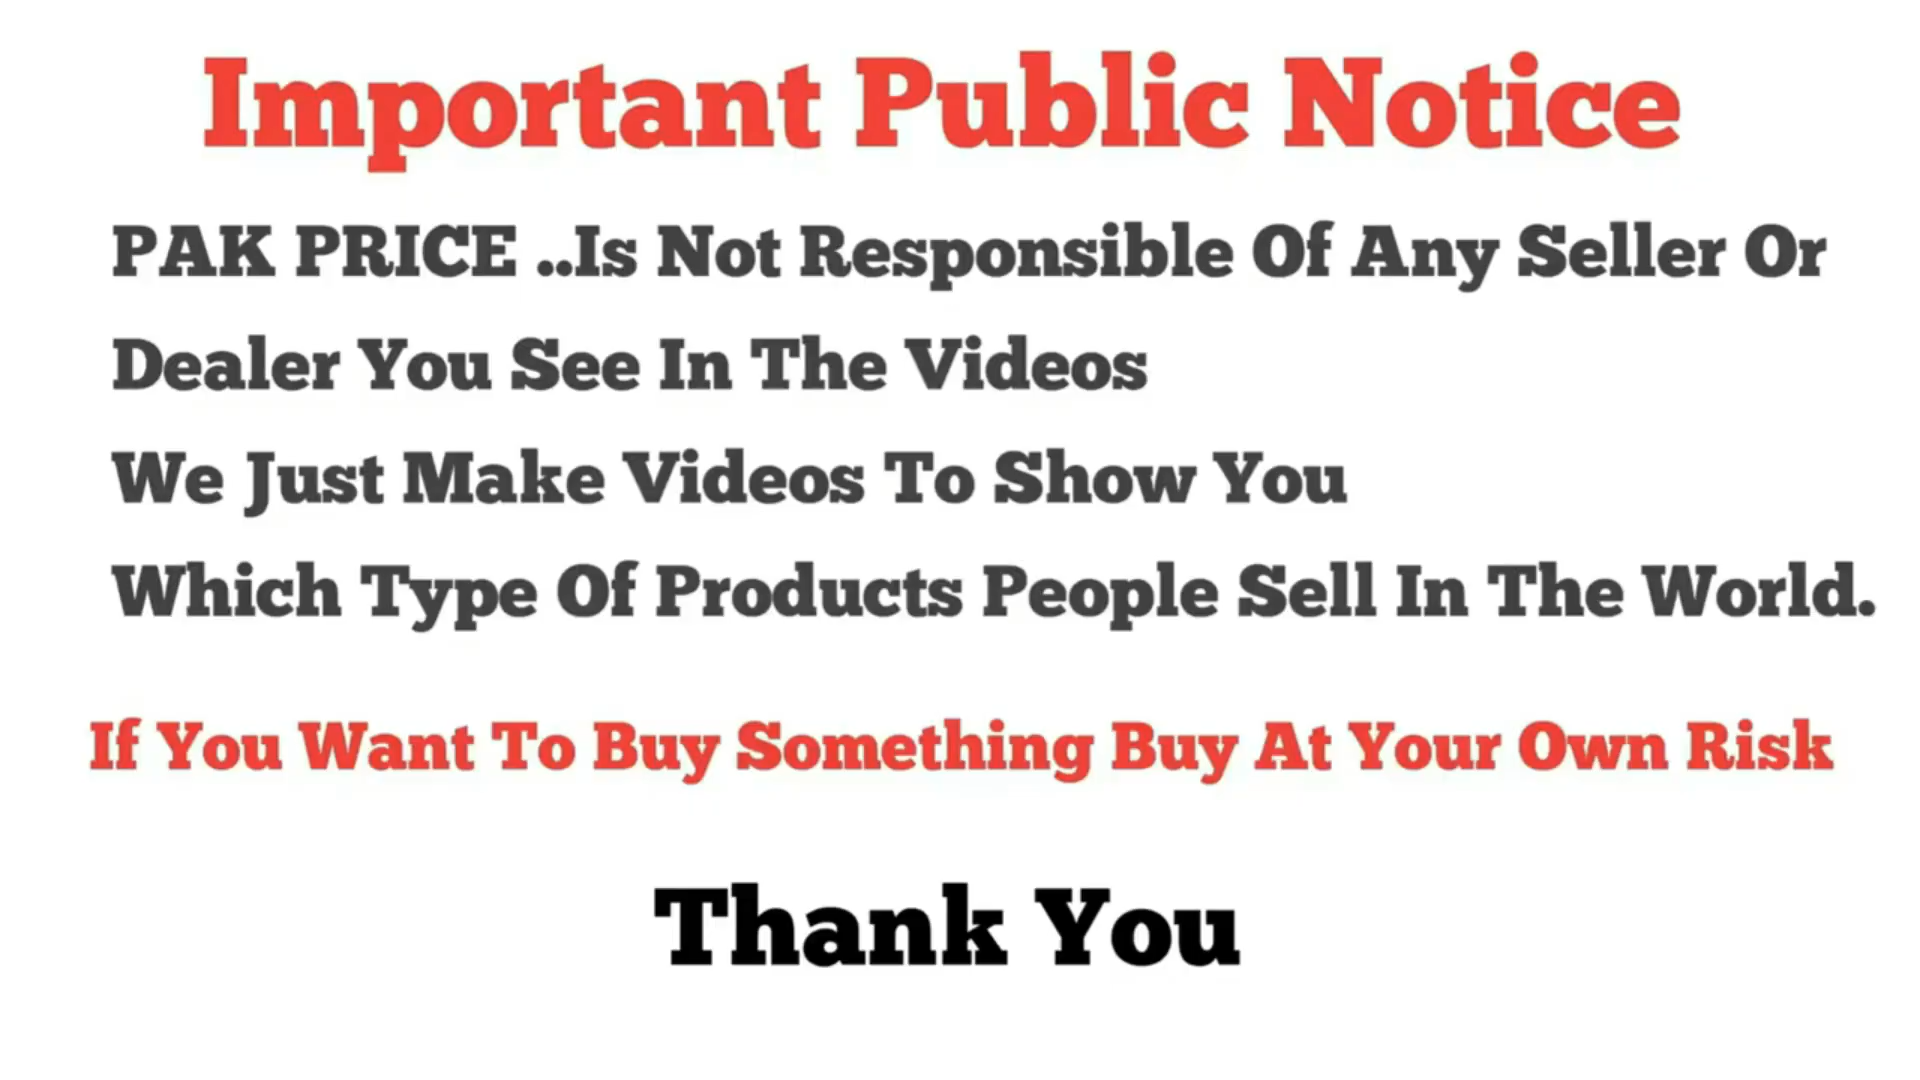 Important Public Notice
PAK PRICE ..Is Not Responsible Of Any Seller Or
Dealer You See In The Videos
We Just Make Videos To Show You
Which Type Of Products People Sell In The World.
If You Want To Buy Something Buy At Your Own Risk
Thank You